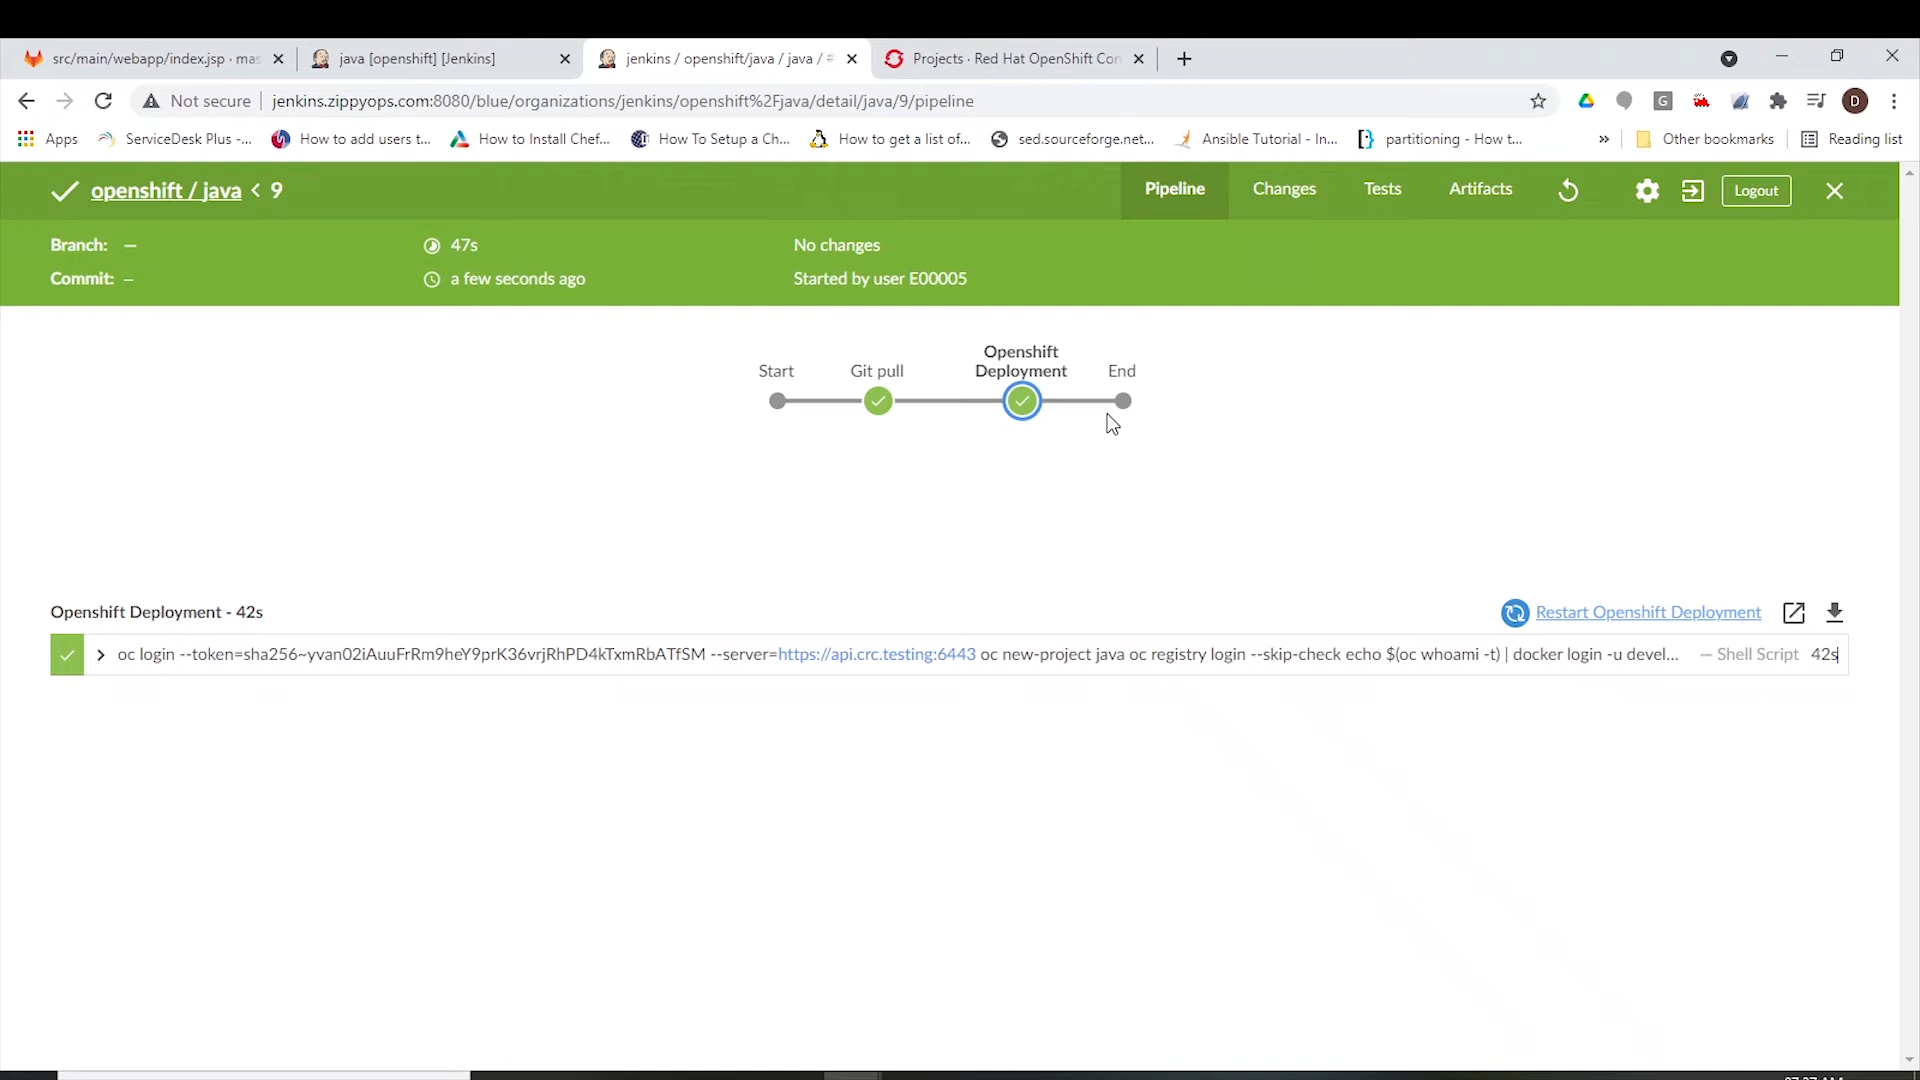 src/main/webapp/index.jsp · mas
java [openshift] [Jenkins]
jenkins / openshift/java / java / #
Projects · Red Hat OpenShift Con
Not secure
jenkins.zippyops.com:8080/blue/organizations/jenkins/openshift%2Fjava/detail/java/9/pipeline
G
D
Apps
ServiceDesk Plus -...
How to add users t...
How to Install Chef...
How To Setup a Ch...
How to get a list of...
sed.sourceforge.net...
Ansible Tutorial - In...
partitioning - How t...
»
Other bookmarks
Reading list
openshift / java < 9
Pipeline
Changes
Tests
Artifacts
Logout
Branch: —
47s
No changes
Commit: –
a few seconds ago
Started by user E00005
Start
Git pull
Openshift
Deployment
End
Openshift Deployment - 42s
Restart Openshift Deployment
oc login --token=sha256~yvan02iAuuFrRm9heY9prK36vrjRhPD4kTxmRbATfSM --server=https://api.crc.testing:6443 oc new-project java oc registry login --skip-check echo $(oc whoami -t) | docker login -u devel... — Shell Script 42s